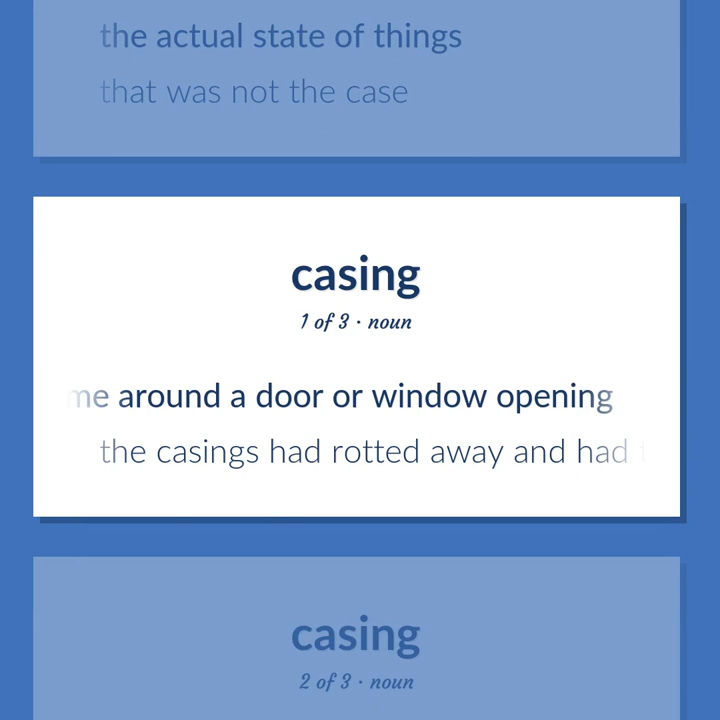 the actual state of things
that was not the case
casing
1 of 3 · noun
me around a door or window opening
the casings had rotted away and had
casing
2 of 3 · noun